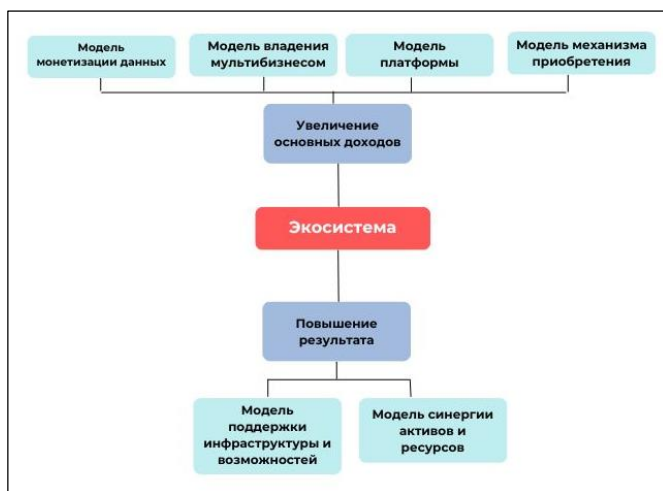 Модель
монетизации данных
Модель владения
мультибизнесом
Модель
платформы
Модель механизма
приобретения
Увеличение
основных доходов
Экосистема
Повышение
результата
Модель
поддержки
инфраструктуры и
возможностей
Модель синергии
активов и
ресурсов